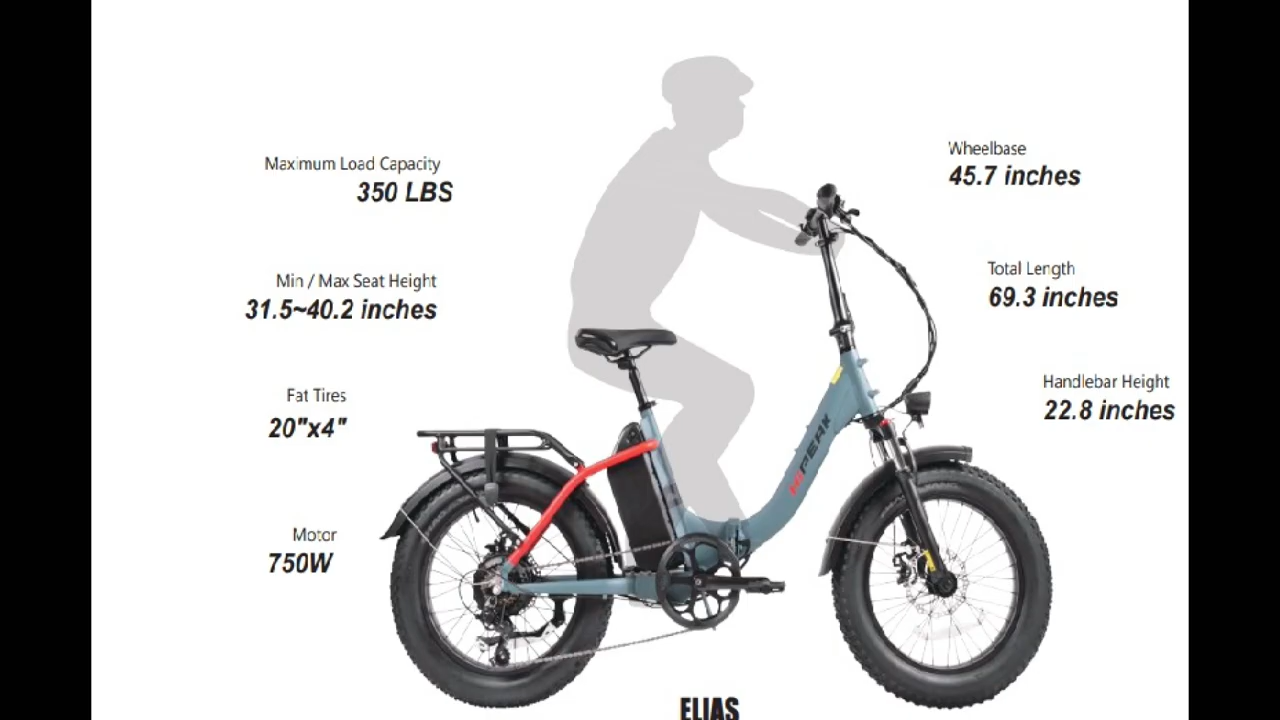 Maximum Load Capacity
350 LBS
Min / Max Seat Height
31.5~40.2 inches
Fat Tires
20"x4"
Motor
750W
Wheelbase
45.7 inches
Total Length
69.3 inches
Handlebar Height
22.8 inches
HIPEAK
ELIAS